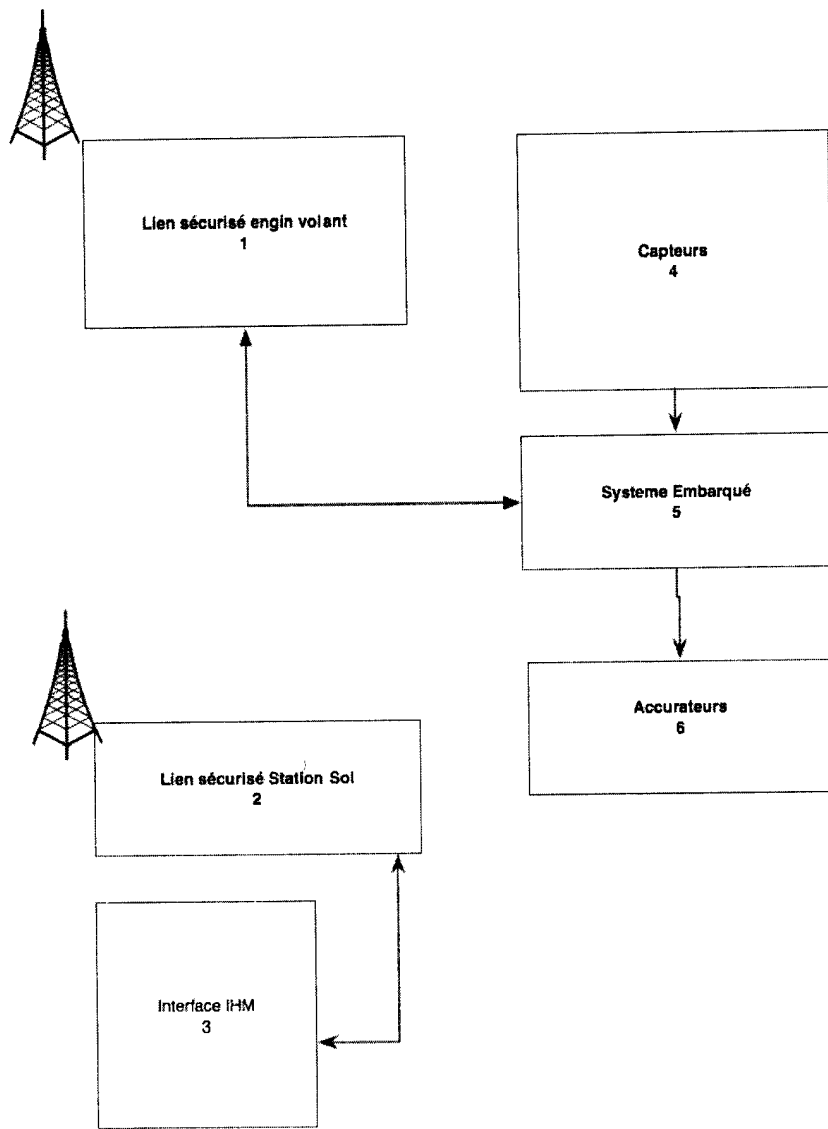 Lien sécurisé engin volant
1
Capteurs
4
Systeme Embarqué
5
Accurateurs
6
Lien sécurisé Station Sol
2
Interface IHM
3